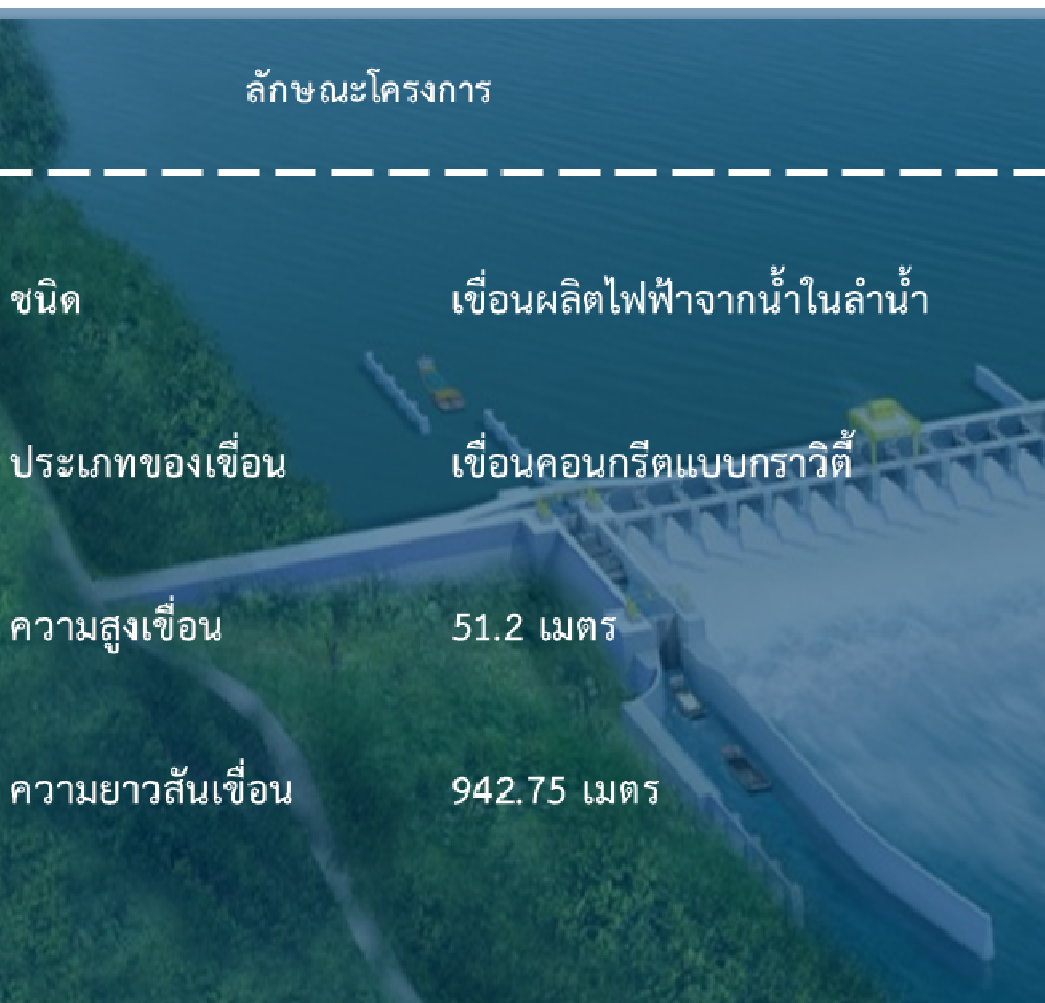 ลักษณะโครงการ
ชนิด เขื่อนผลิตไฟฟ้าจากน้ำในลำน้ำ
ประเภทของเขื่อน เขื่อนคอนกรีตแบบกราวิตี้
ความสูงเขื่อน 51.2 เมตร
ความยาวสันเขื่อน 942.75 เมตร